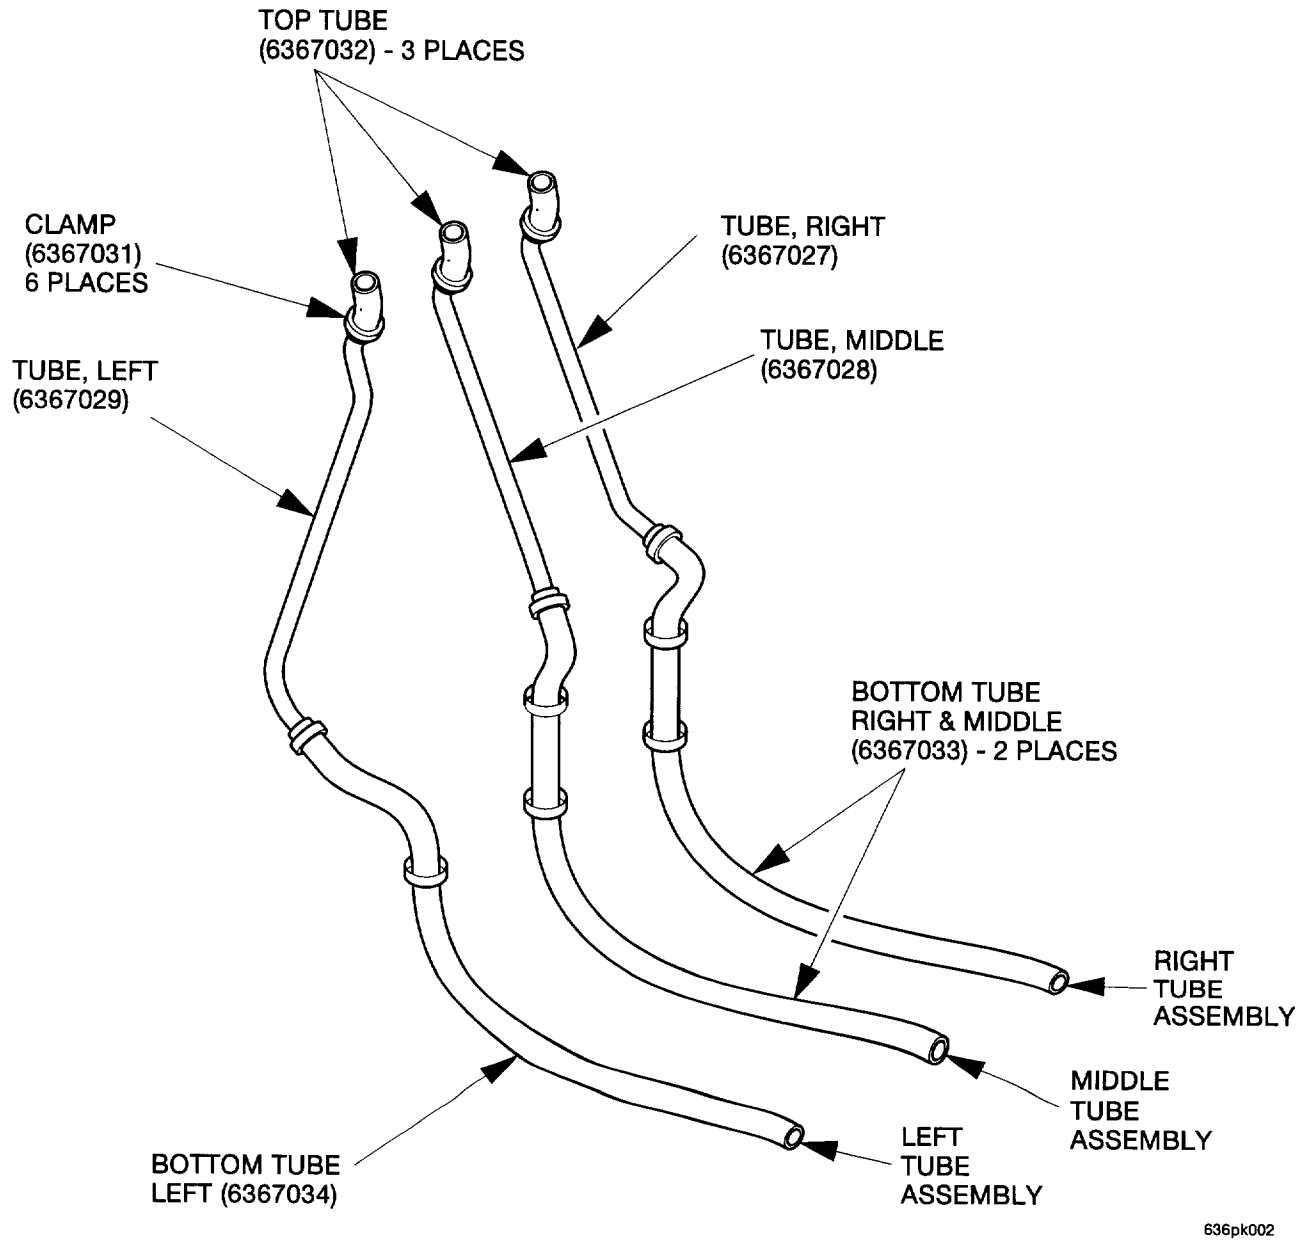 TOP TUBE
(6367032) - 3 PLACES
CLAMP
(6367031)
6 PLACES
TUBE, RIGHT
(6367027)
TUBE, MIDDLE
(6367028)
TUBE, LEFT
(6367029)
BOTTOM TUBE
RIGHT & MIDDLE
(6367033) - 2 PLACES
RIGHT
TUBE
ASSEMBLY
MIDDLE
TUBE
ASSEMBLY
LEFT
TUBE
ASSEMBLY
BOTTOM TUBE
LEFT (6367034)
636pk002